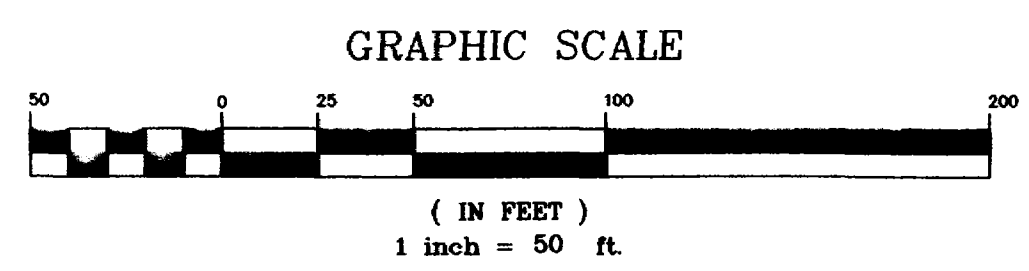 GRAPHIC SCALE
50 0 25 50 100 200
( IN FEET )
1 inch = 50 ft.